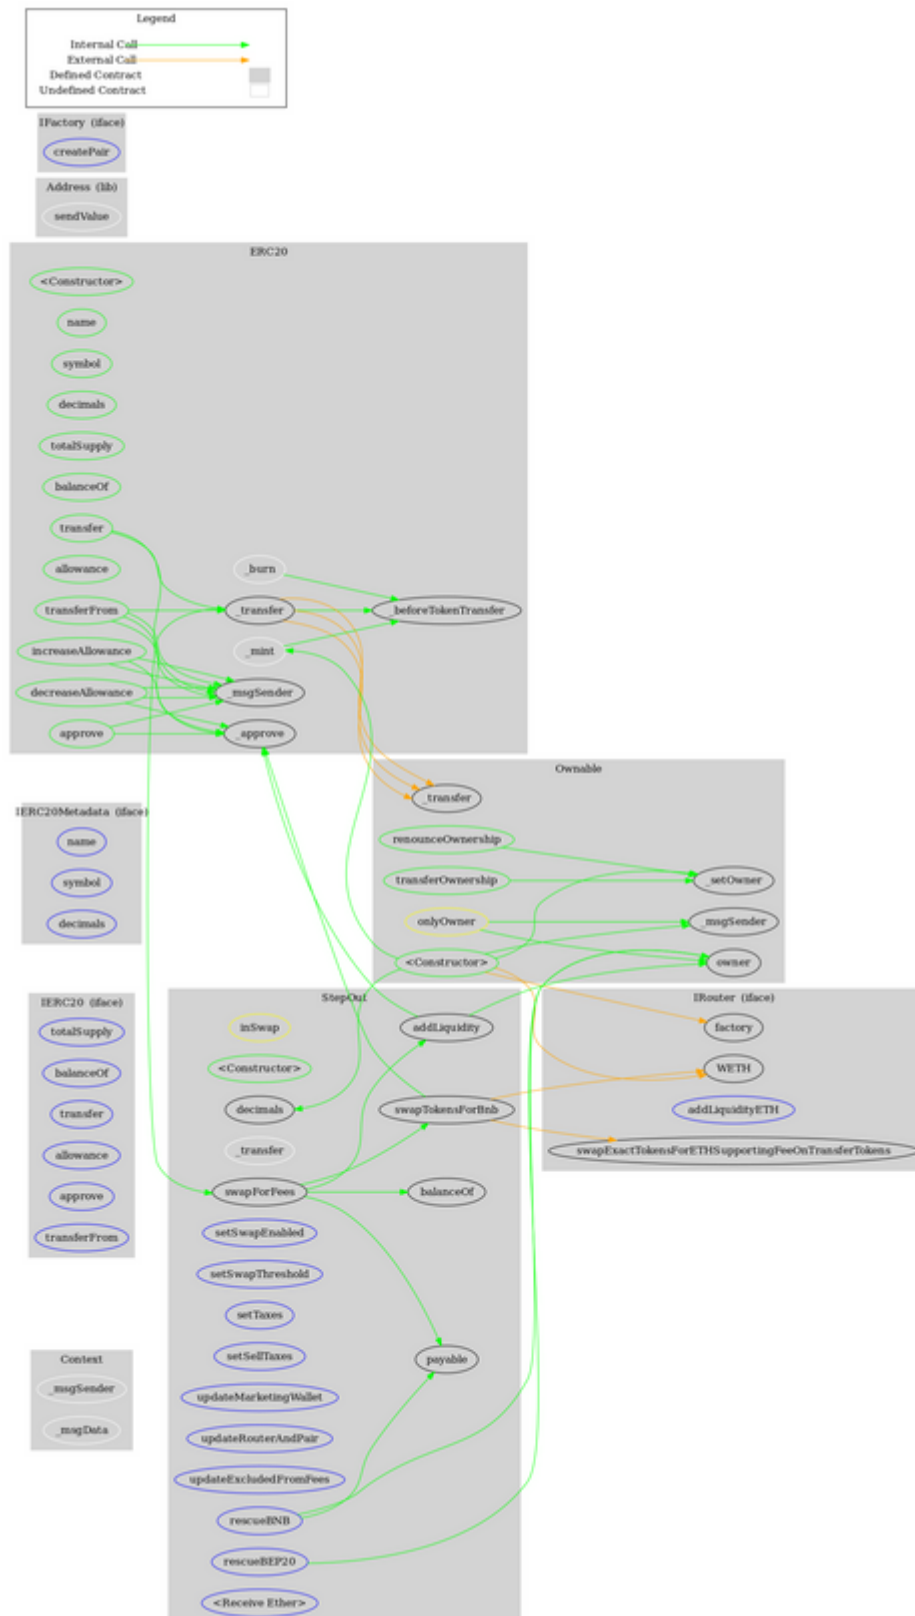 Legend
Internal Call
External Call
Defined Contract
Undefined Contract
IFactory (iface)
createPair
Address (lib)
sendValue
ERC20
<Constructor>
name
symbol
decimals
totalSupply
balanceOf
transfer
allowance
_burn
transferFrom
_transfer
_beforeTokenTransfer
increaseAllowance
_mint
decreaseAllowance
_msgSender
approve
_approve
Ownable
_transfer
renounceOwnership
transferOwnership
_setOwner
onlyOwner
_msgSender
<Constructor>
owner
IERC20Metadata (iface)
name
symbol
decimals
IERC20 (iface)
totalSupply
balanceOf
transfer
allowance
approve
transferFrom
StepOut
inSwap
addLiquidity
<Constructor>
decimals
swapTokensForBnb
_transfer
swapForFees
balanceOf
setSwapEnabled
setSwapThreshold
setTaxes
setSellTaxes
payable
updateMarketingWallet
updateRouterAndPair
updateExcludedFromFees
rescueBNB
rescueBEP20
<Receive Ether>
IRouter (iface)
factory
WETH
addLiquidityETH
swapExactTokensForETHSupportingFeeOnTransferTokens
Context
_msgSender
_msgData